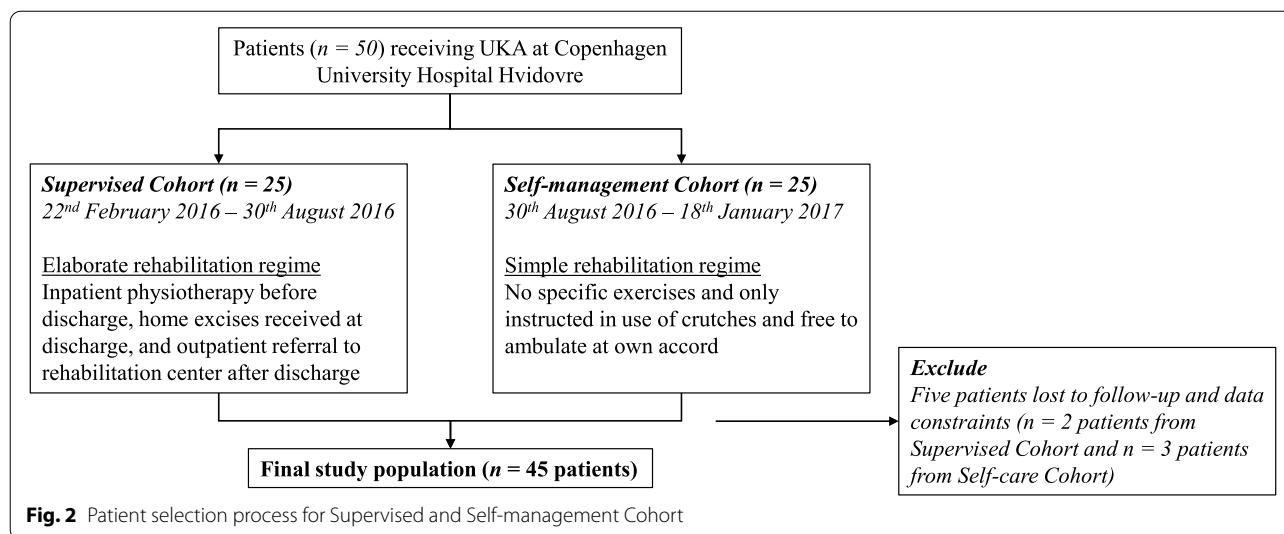 Patients (n = 50) receiving UKA at Copenhagen
University Hospital Hvidovre
Supervised Cohort (n = 25)
22nd February 2016 – 30th August 2016
Elaborate rehabilitation regime
Inpatient physiotherapy before
discharge, home excises received at
discharge, and outpatient referral to
rehabilitation center after discharge
Self-management Cohort (n = 25)
30th August 2016 – 18th January 2017
Simple rehabilitation regime
No specific exercises and only
instructed in use of crutches and free to
ambulate at own accord
Exclude
Five patients lost to follow-up and data
constraints (n = 2 patients from
Supervised Cohort and n = 3 patients
from Self-care Cohort)
Final study population (n = 45 patients)
Fig. 2 Patient selection process for Supervised and Self-management Cohort